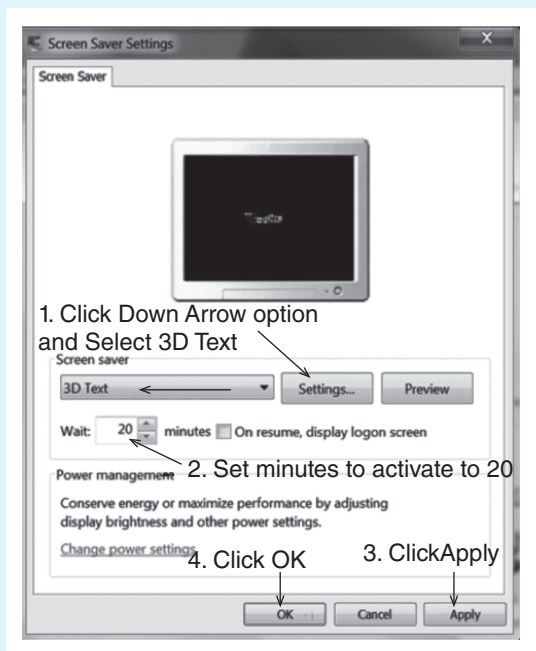 Screen Saver Settings
X
Screen Saver
1. Click Down Arrow option
and Select 3D Text
Screen saver
3D Text
Settings...
Preview
Wait: 20 minutes On resume, display logon screen
2. Set minutes to activate to 20
Power management
Conserve energy or maximize performance by adjusting
display brightness and other power settings.
Change power settings
4. Click OK
3. ClickApply
OK
Cancel
Apply